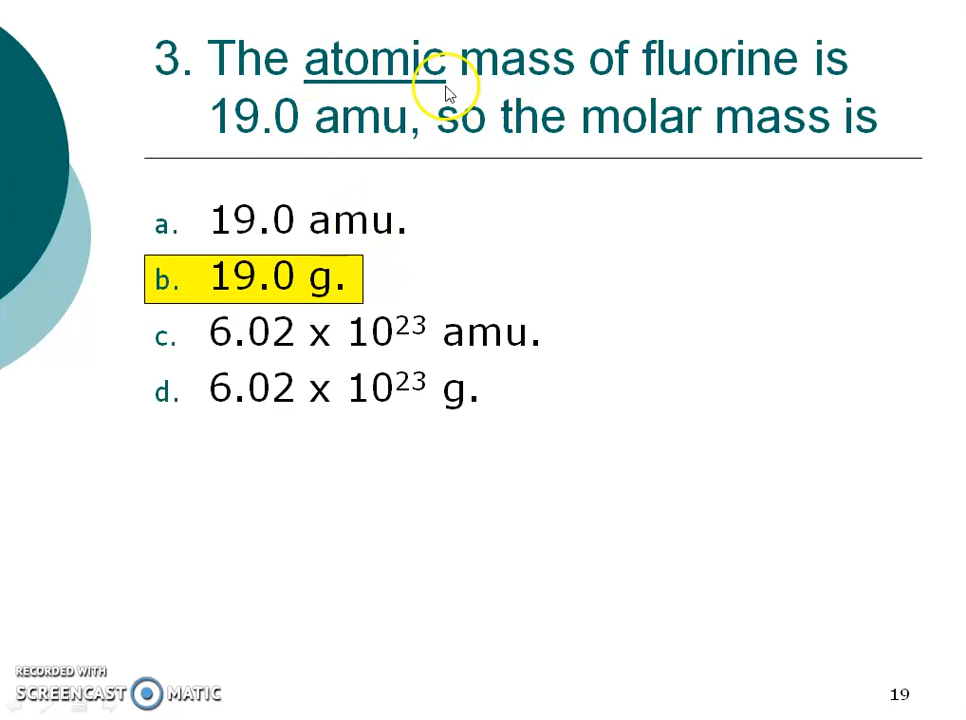 3. The atomic mass of fluorine is
19.0 amu, so the molar mass is
a. 19.0 amu.
b. 19.0 g.
c. 6.02 x 10²³ amu.
d. 6.02 x 10²³ g.
RECORDED WITH
SCREENCAST MATIC
19